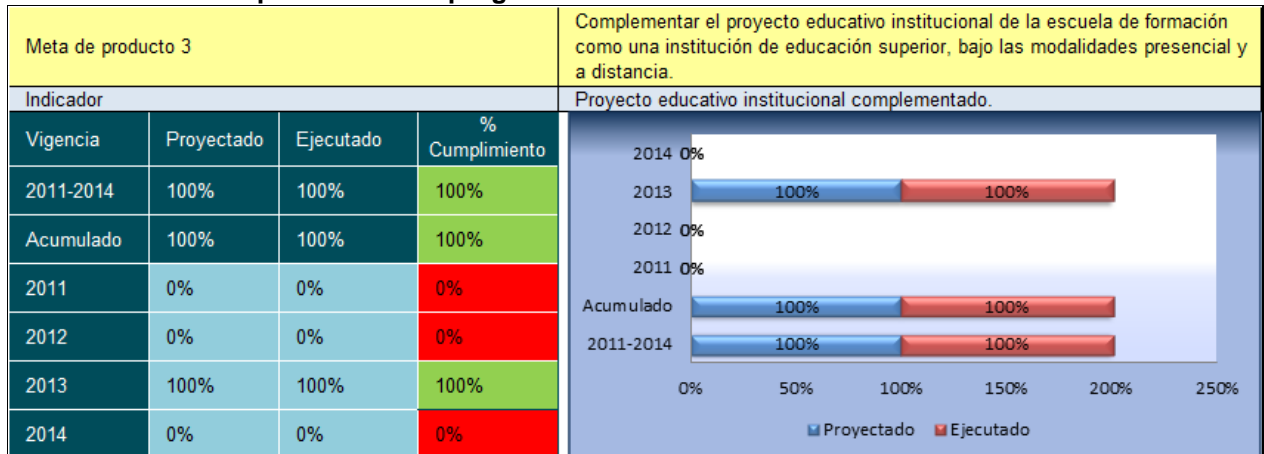 Meta de producto 3
Complementar el proyecto educativo institucional de la escuela de formación
como una institución de educación superior, bajo las modalidades presencial y
a distancia.
Indicador
Proyecto educativo institucional complementado.
Vigencia Proyectado Ejecutado % Cumplimiento
2011-2014 100% 100% 100%
Acumulado 100% 100% 100%
2011 0% 0% 0%
2012 0% 0% 0%
2013 100% 100% 100%
2014 0% 0% 0%
2014 0%
2013 100% 100%
2012 0%
2011 0%
Acumulado 100% 100%
2011-2014 100% 100%
0% 50% 100% 150% 200% 250%
Proyectado Ejecutado